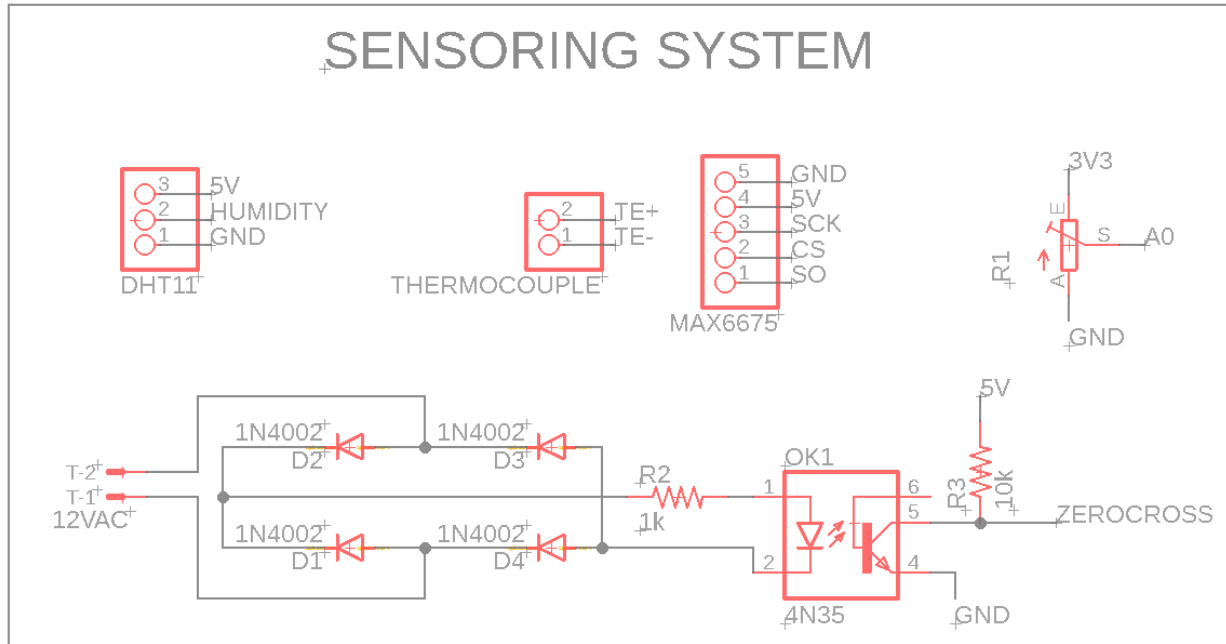 SENSORING SYSTEM
3 5V
2 HUMIDITY
1 GND
DHT11
2 TE+
1 TE-
THERMOCOUPLE
5 GND
4 5V
3 SCK
2 CS
1 SO
MAX6675
3V3
E
S A0
R1
A
GND
1N4002
D2
1N4002
D3
T-2
T-1
12VAC
1N4002
D1
1N4002
D4
R2
1k
OK1
1
2
6
5
4
4N35
5V
R3
10k
ZEROCROSS
GND